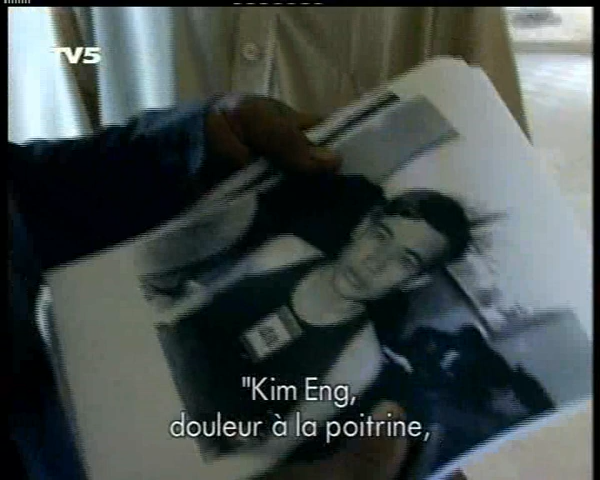 TV5
"Kim Eng,
douleur à la poitrine,